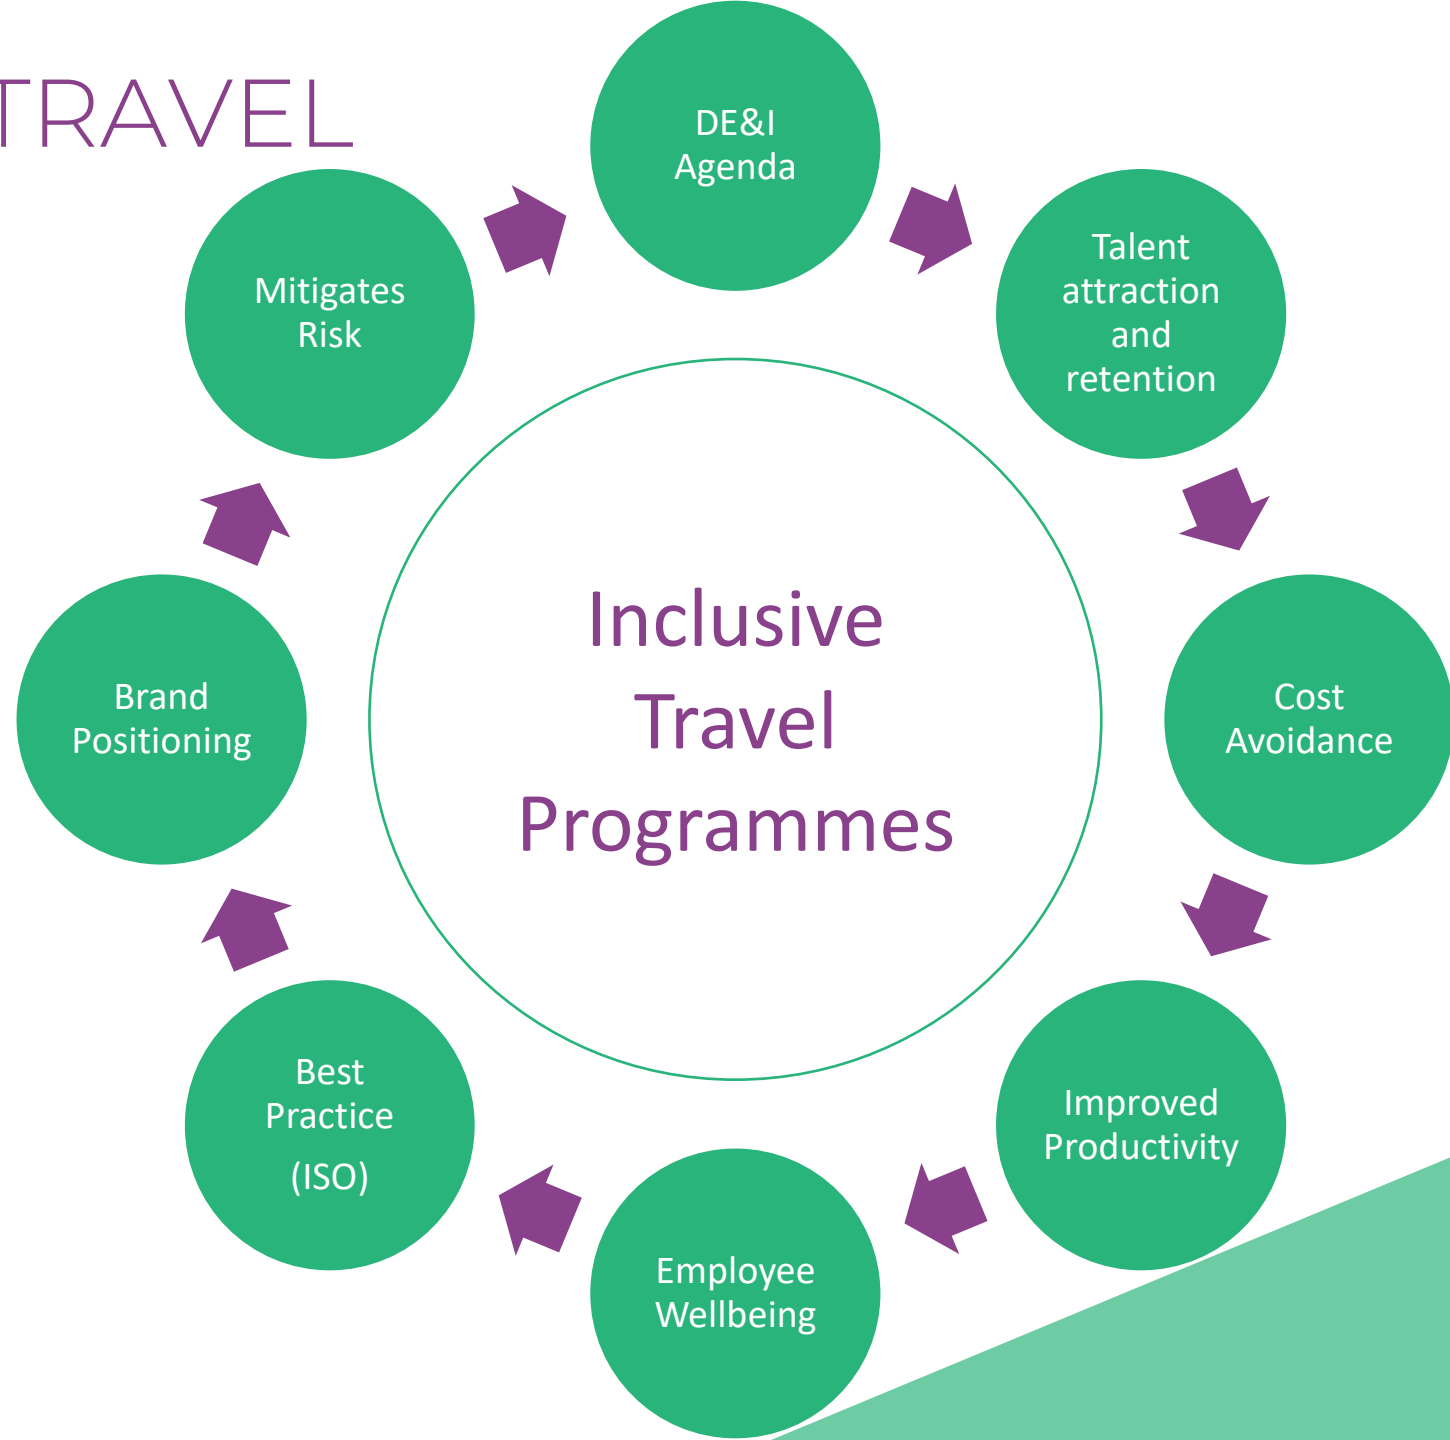 TRAVEL
DE&I
Agenda
Talent
attraction
and
retention
Cost
Avoidance
Improved
Productivity
Employee
Wellbeing
Best
Practice
(ISO)
Brand
Positioning
Mitigates
Risk
Inclusive
Travel
Programmes